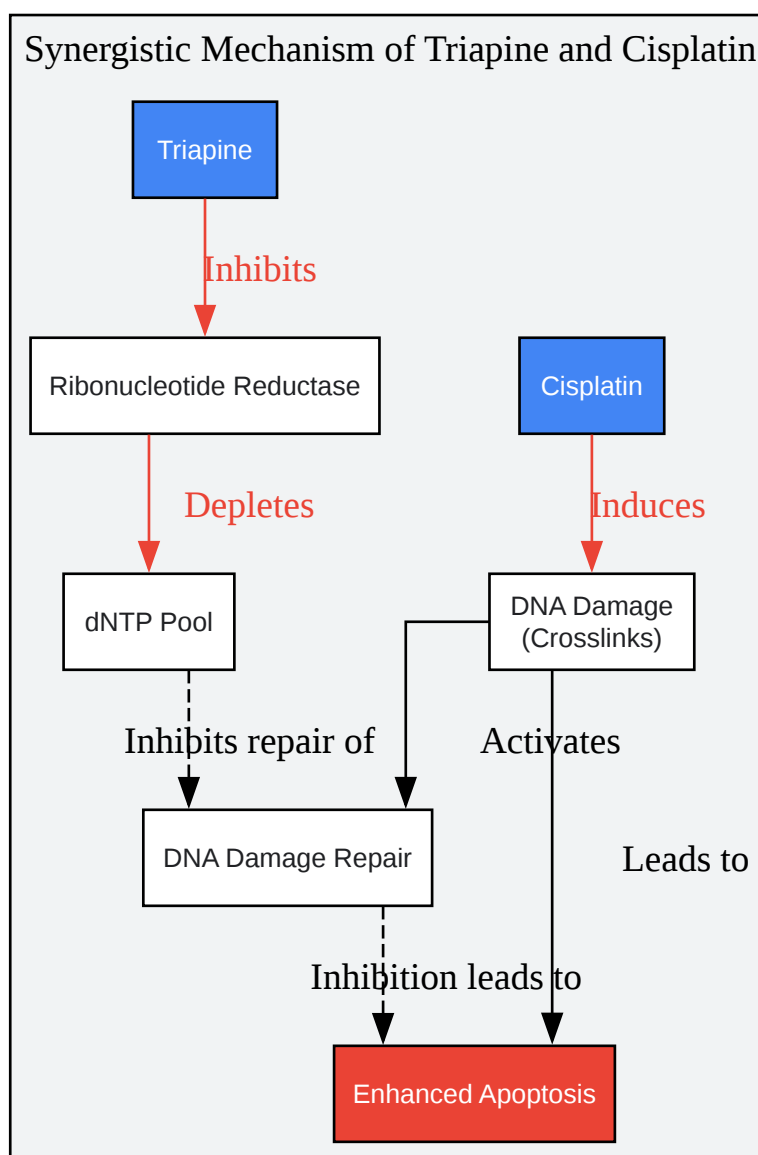 Synergistic Mechanism of Triapine and Cisplatin
Triapine
Inhibits
Ribonucleotide Reductase
Cisplatin
Depletes
Induces
dNTP Pool
DNA Damage
(Crosslinks)
Inhibits repair of
Activates
DNA Damage Repair
Leads to
Inhibition leads to
Enhanced Apoptosis